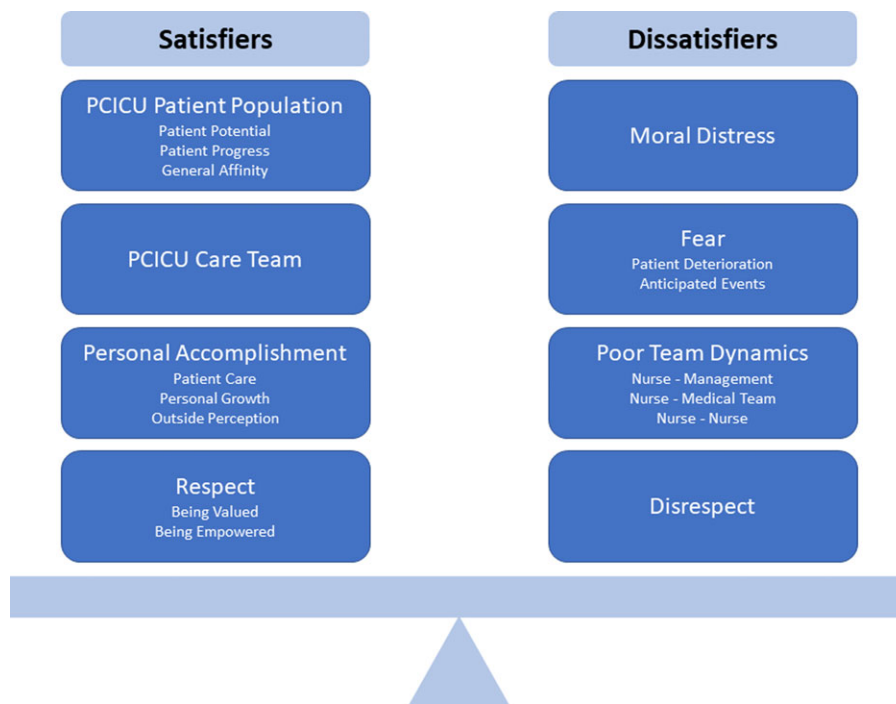 Satisfiers
PCICU Patient Population
Patient Potential
Patient Progress
General Affinity
PCICU Care Team
Personal Accomplishment
Patient Care
Personal Growth
Outside Perception
Respect
Being Valued
Being Empowered
Dissatisfiers
Moral Distress
Fear
Patient Deterioration
Anticipated Events
Poor Team Dynamics
Nurse - Management
Nurse - Medical Team
Nurse - Nurse
Disrespect